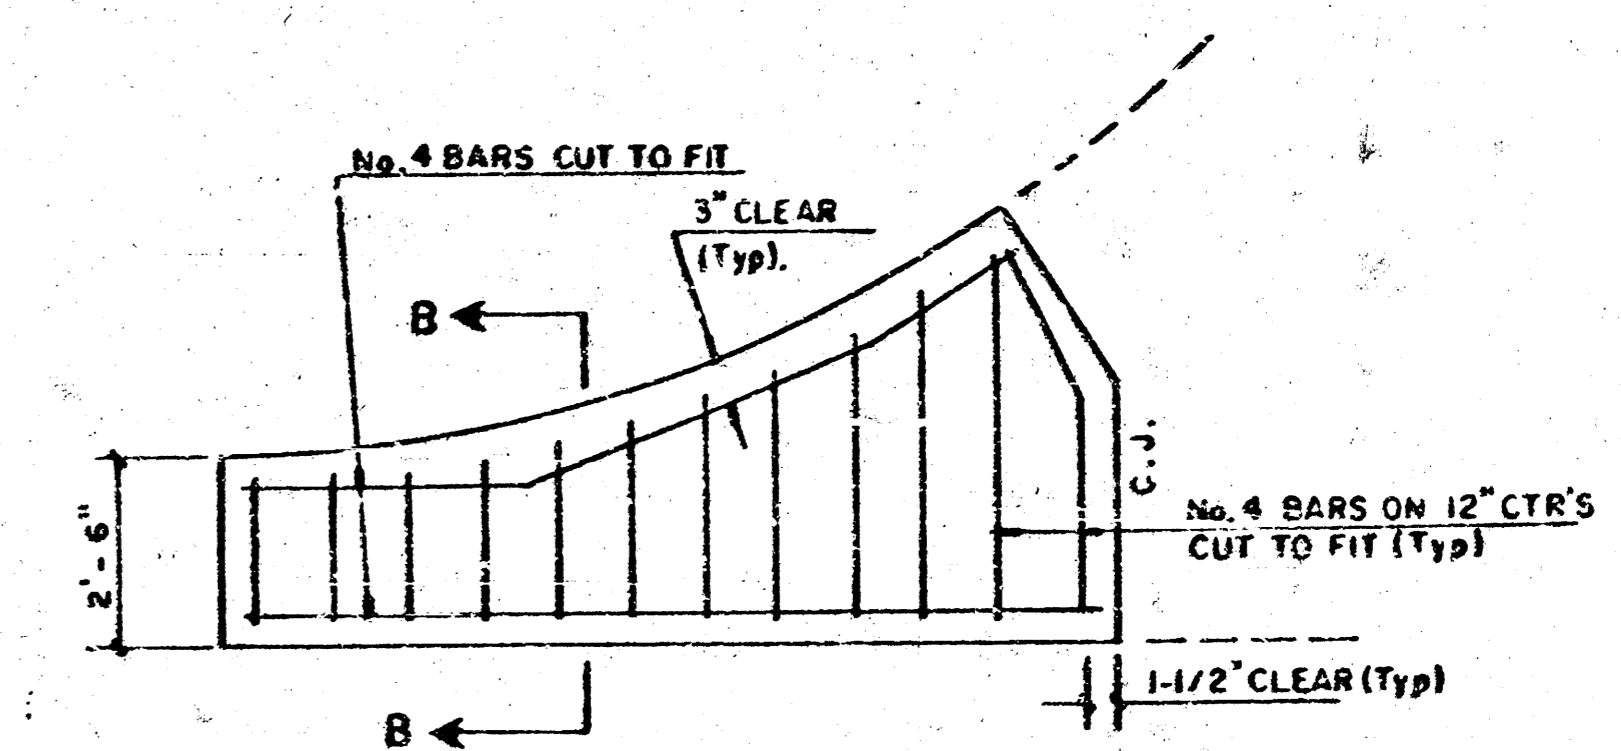 No. 4 BARS CUT TO FIT
3" CLEAR
(Typ).
B
C.J.
2'-6"
No. 4 BARS ON 12" CTR'S
CUT TO FIT (Typ)
1-1/2" CLEAR (Typ)
B